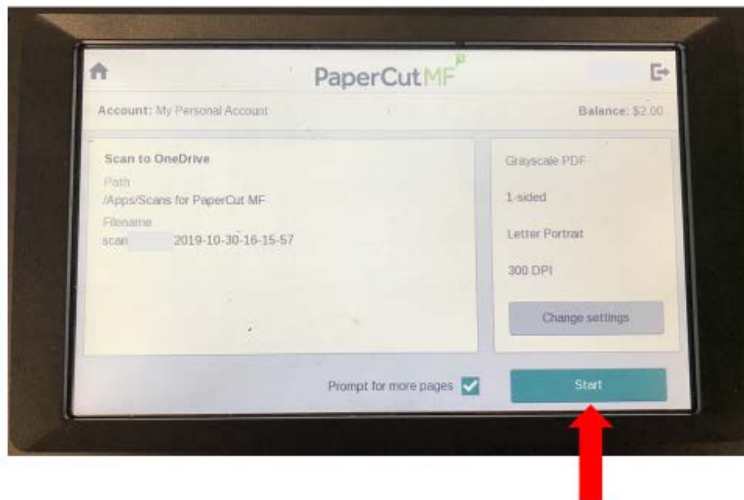 PaperCut MF
Account: My Personal Account
Balance: $2.00
Scan to OneDrive
Path
/Apps/Scans for PaperCut MF
Filename
scan 2019-10-30-16-15-57
Grayscale PDF
1-sided
Letter Portrait
300 DPI
Change settings
Prompt for more pages
Start